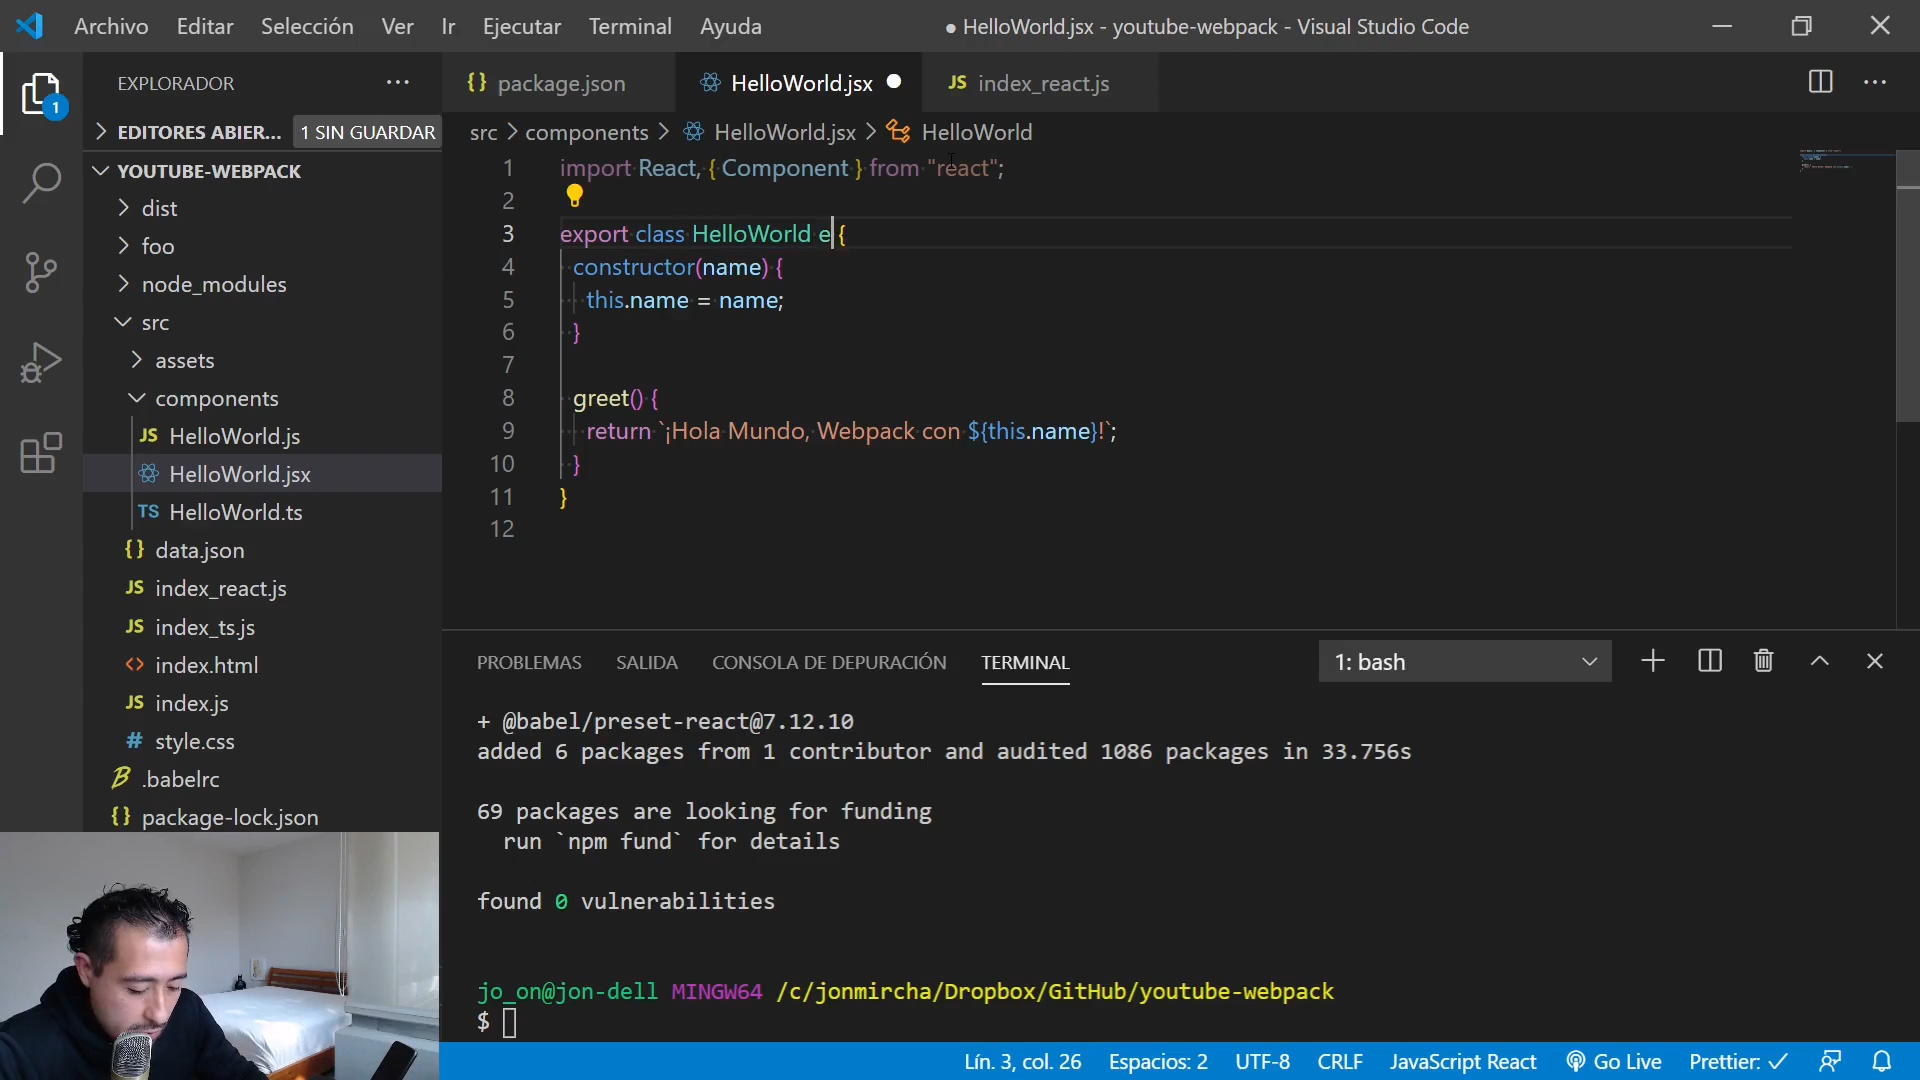 Archivo Editar Selección Ver Ir Ejecutar Terminal Ayuda ● HelloWorld.jsx - youtube-webpack - Visual Studio Code
EXPLORADOR ···
{} package.json HelloWorld.jsx ● JS index_react.js ···
1
EDITORES ABIER... 1 SIN GUARDAR
src > components > HelloWorld.jsx > HelloWorld
YOUTUBE-WEBPACK
dist
foo
node_modules
src
assets
components
JS HelloWorld.js
HelloWorld.jsx
TS HelloWorld.ts
{} data.json
JS index_react.js
JS index_ts.js
<> index.html
JS index.js
# style.css
B .babelrc
{} package-lock.json
1 import React, { Component } from "react";
2
3 export class HelloWorld e {
4 constructor(name) {
5 this.name = name;
6 }
7
8 greet() {
9 return `¡Hola Mundo, Webpack con ${this.name}!`;
10 }
11 }
12
PROBLEMAS SALIDA CONSOLA DE DEPURACIÓN TERMINAL 1: bash
+ @babel/preset-react@7.12.10
added 6 packages from 1 contributor and audited 1086 packages in 33.756s
69 packages are looking for funding
run `npm fund` for details
found 0 vulnerabilities
jo_on@jon-dell MINGW64 /c/jonmircha/Dropbox/GitHub/youtube-webpack
$
Lín. 3, col. 26 Espacios: 2 UTF-8 CRLF JavaScript React Go Live Prettier: ✓